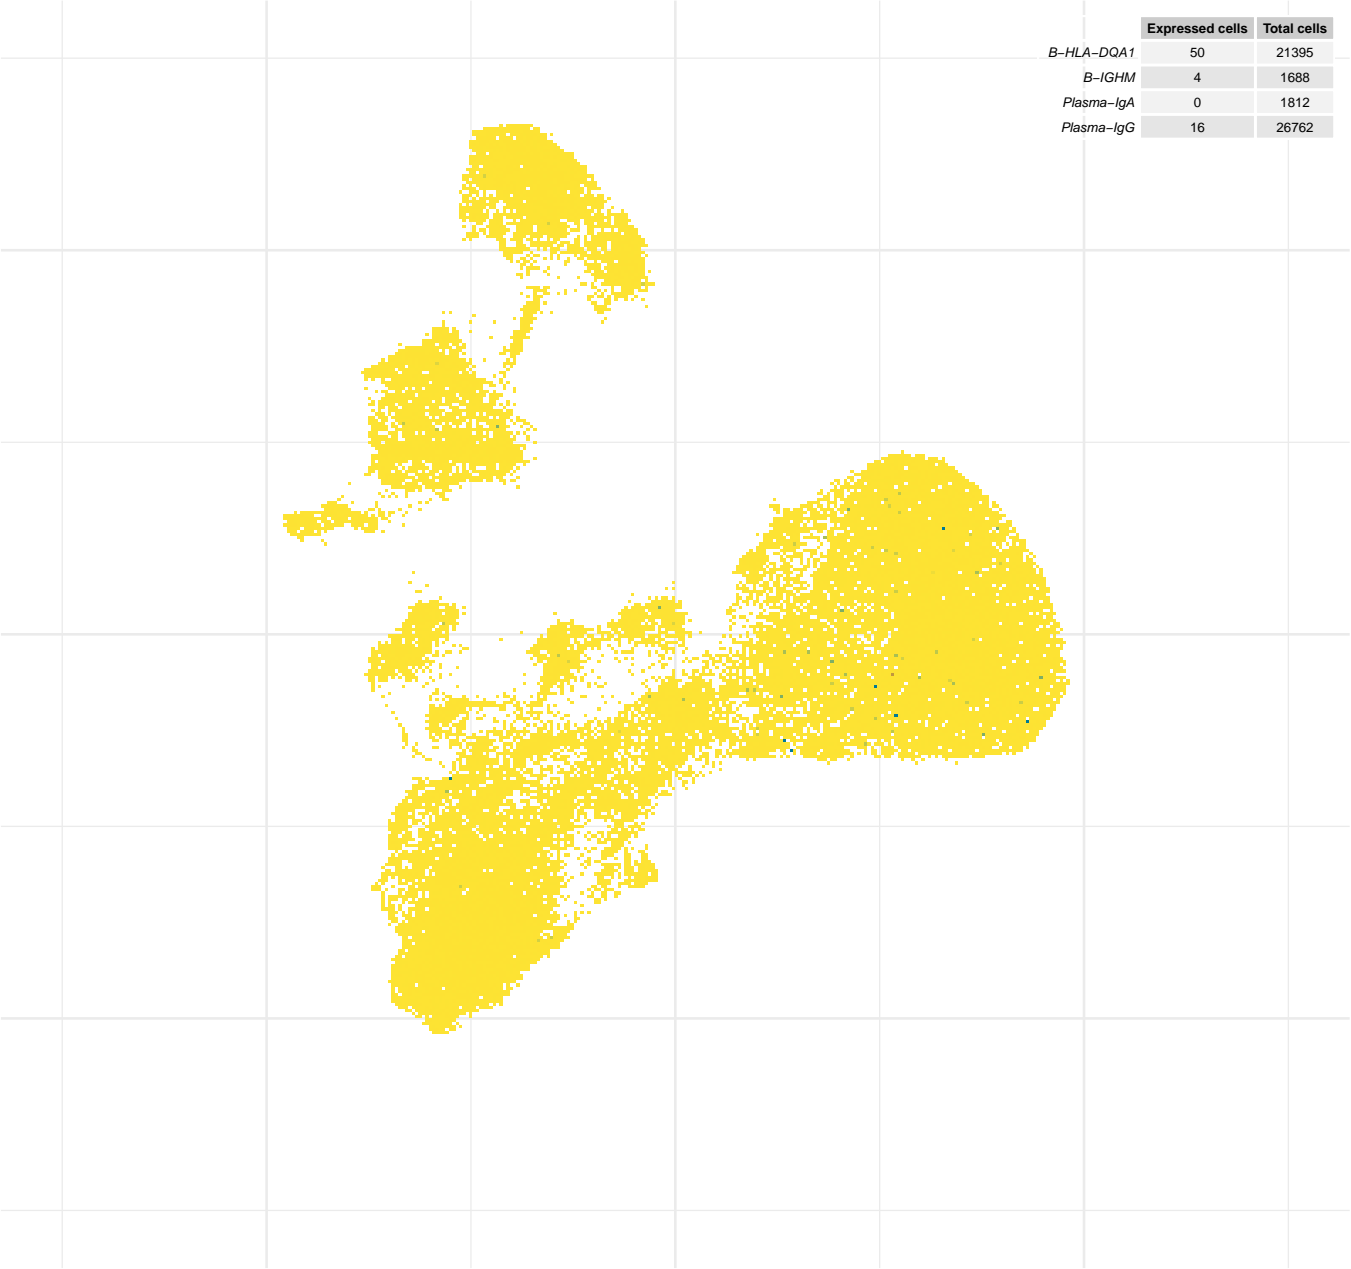 Expressed cells Total cells
B−HLA−DQA1 50 21395
B−IGHM 4 1688
Plasma−IgA 0 1812
Plasma−IgG 16 26762